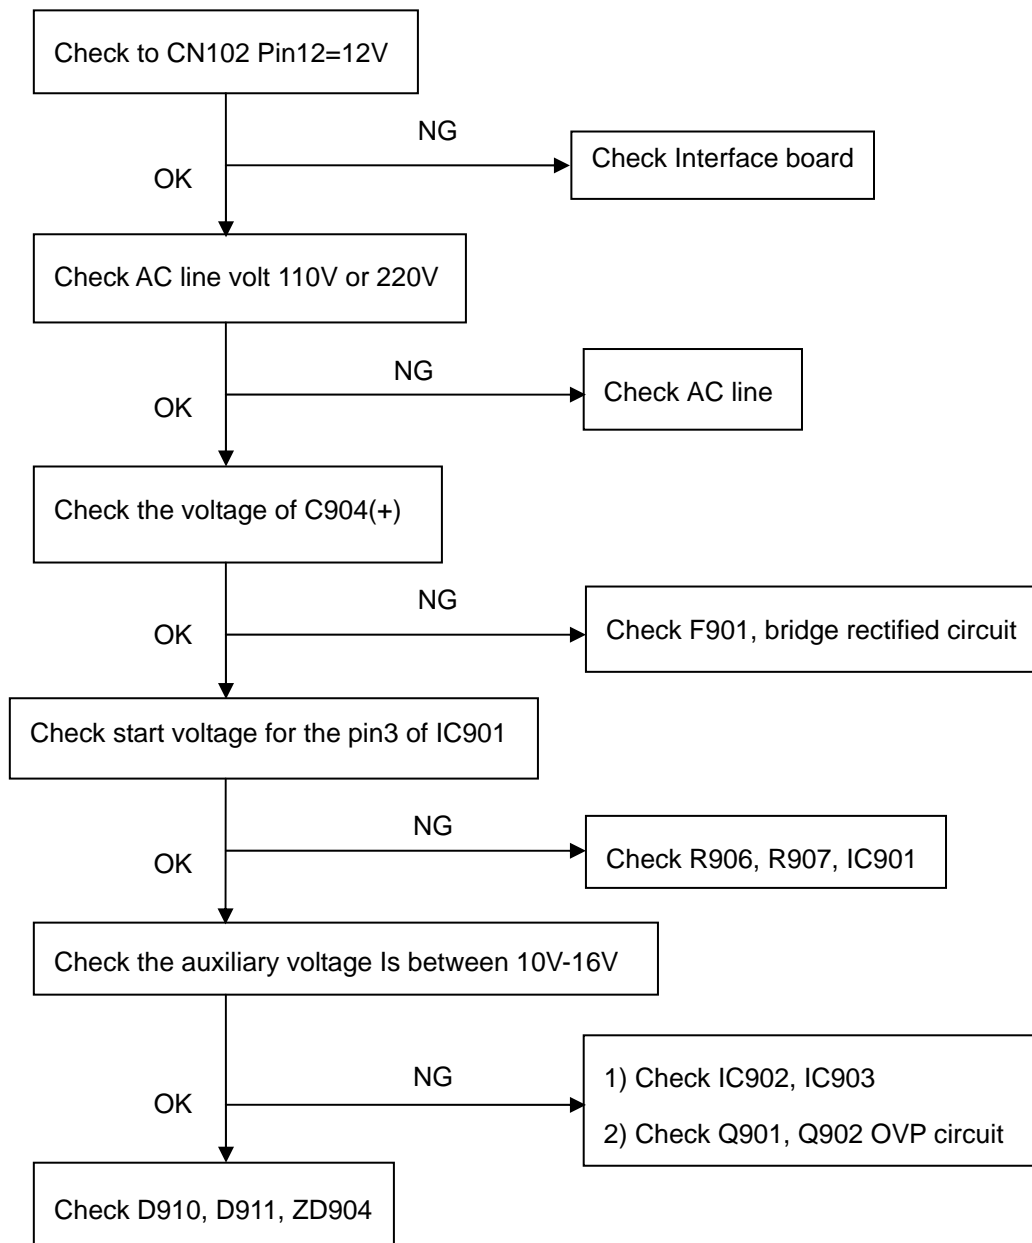 Check to CN102 Pin12=12V
NG
Check Interface board
OK
Check AC line volt 110V or 220V
NG
Check AC line
OK
Check the voltage of C904(+)
NG
OK
Check F901, bridge rectified circuit
Check start voltage for the pin3 of IC901
NG
OK
Check R906, R907, IC901
Check the auxiliary voltage Is between 10V-16V
NG
1) Check IC902, IC903
OK
2) Check Q901, Q902 OVP circuit
Check D910, D911, ZD904